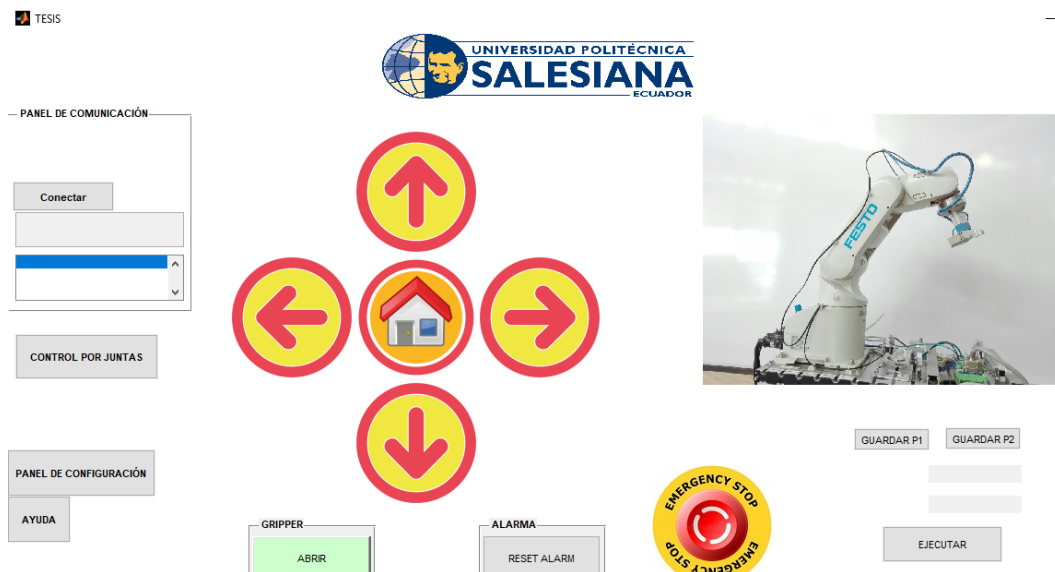 TESIS
UNIVERSIDAD POLITÉCNICA
SALESIANA
ECUADOR
PANEL DE COMUNICACIÓN
Conectar
CONTROL POR JUNTAS
FESTO
GUARDAR P1
GUARDAR P2
PANEL DE CONFIGURACIÓN
AYUDA
GRIPPER
ABRIR
ALARMA
RESET ALARM
EMERGENCY STOP
EMERGENCY STOP
EJECUTAR